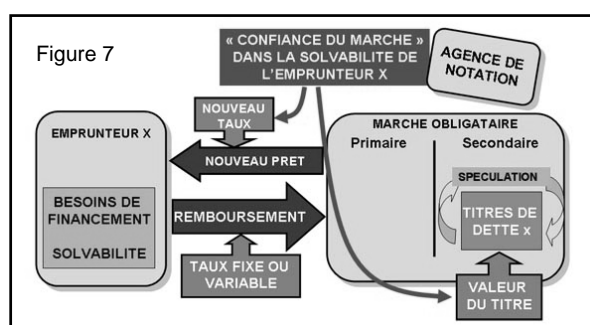 Figure 7
« CONFIANCE DU MARCHE »
DANS LA SOLVABILITE DE
L'EMPRUNTEUR X
AGENCE DE
NOTATION
NOUVEAU
TAUX
EMPRUNTEUR X
NOUVEAU PRET
MARCHE OBLIGATAIRE
Primaire
Secondaire
SPECULATION
BESOINS DE
FINANCEMENT
SOLVABILITE
REMBOURSEMENT
TITRES DE
DETTE x
TAUX FIXE OU
VARIABLE
VALEUR
DU TITRE